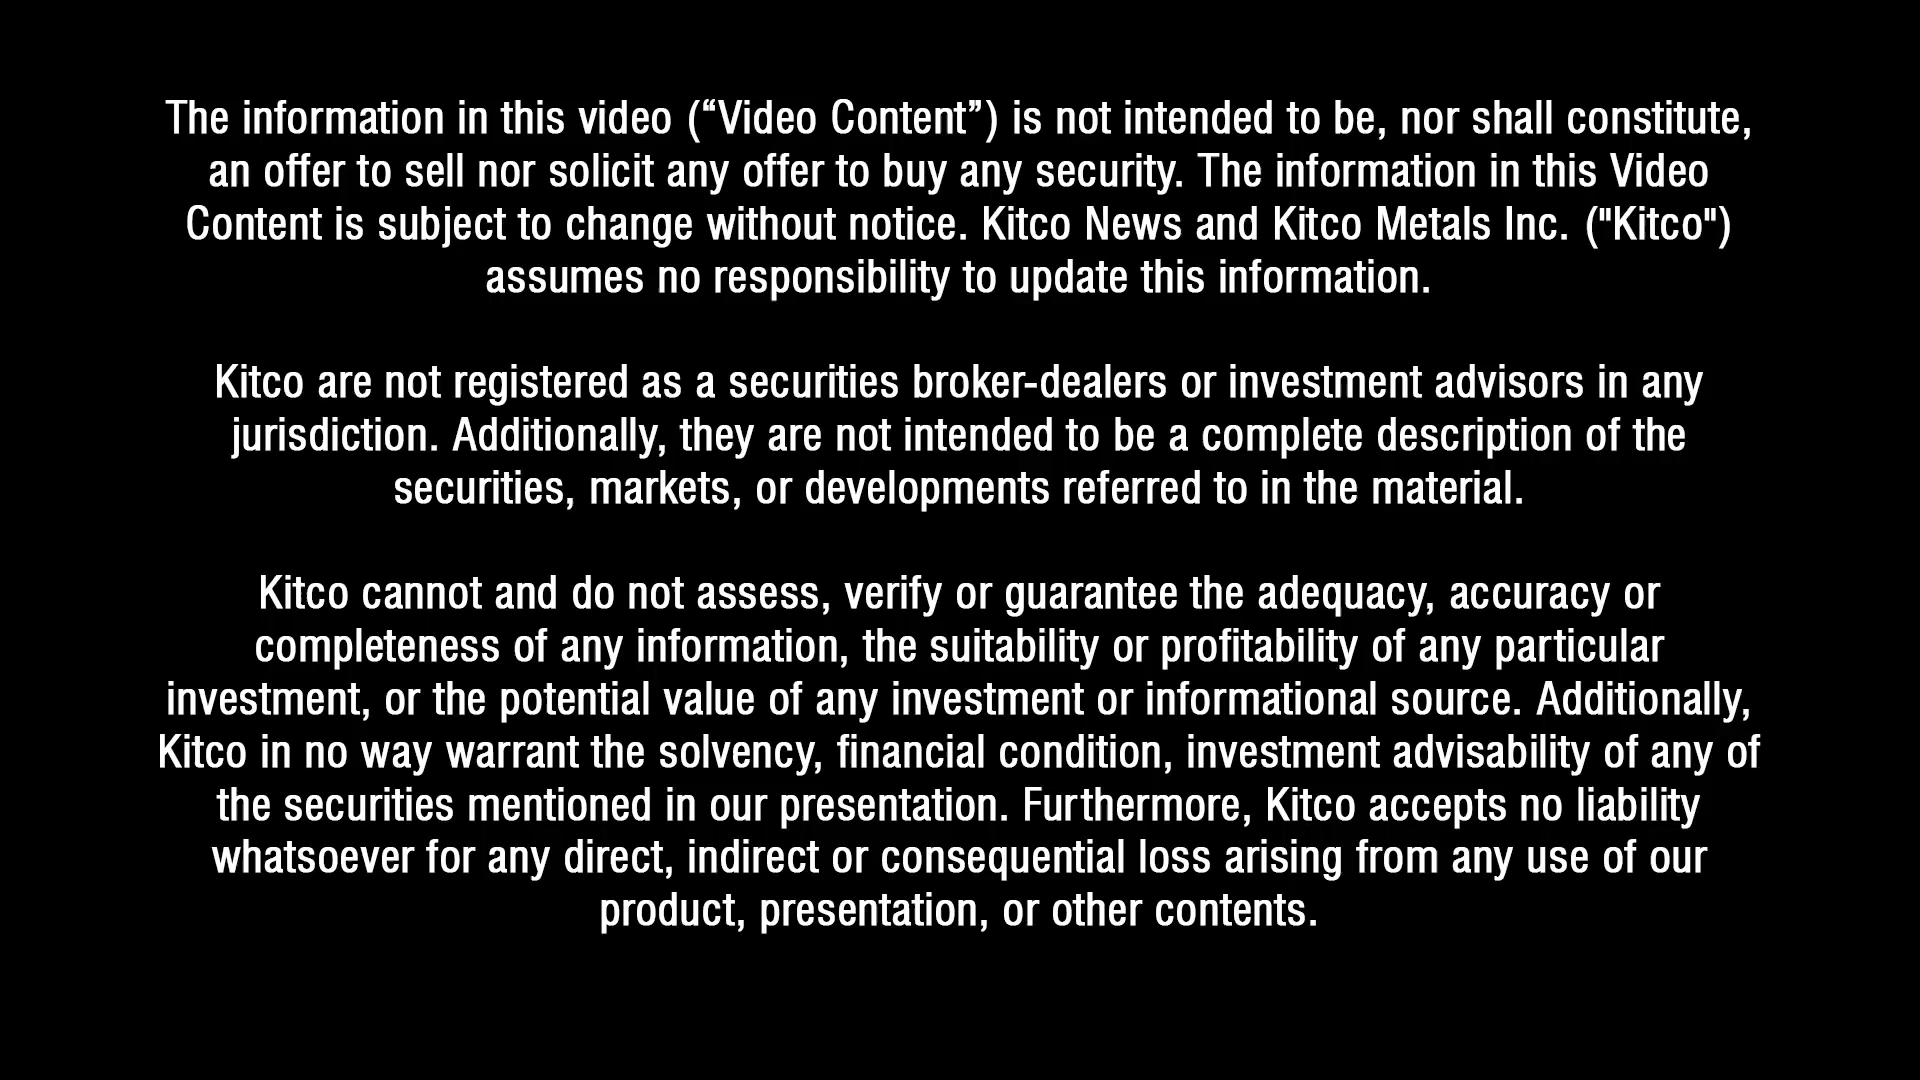 The information in this video (“Video Content”) is not intended to be, nor shall constitute,
an offer to sell nor solicit any offer to buy any security. The information in this Video
Content is subject to change without notice. Kitco News and Kitco Metals Inc. ("Kitco")
assumes no responsibility to update this information.
Kitco are not registered as a securities broker-dealers or investment advisors in any
jurisdiction. Additionally, they are not intended to be a complete description of the
securities, markets, or developments referred to in the material.
Kitco cannot and do not assess, verify or guarantee the adequacy, accuracy or
completeness of any information, the suitability or profitability of any particular
investment, or the potential value of any investment or informational source. Additionally,
Kitco in no way warrant the solvency, financial condition, investment advisability of any of
the securities mentioned in our presentation. Furthermore, Kitco accepts no liability
whatsoever for any direct, indirect or consequential loss arising from any use of our
product, presentation, or other contents.